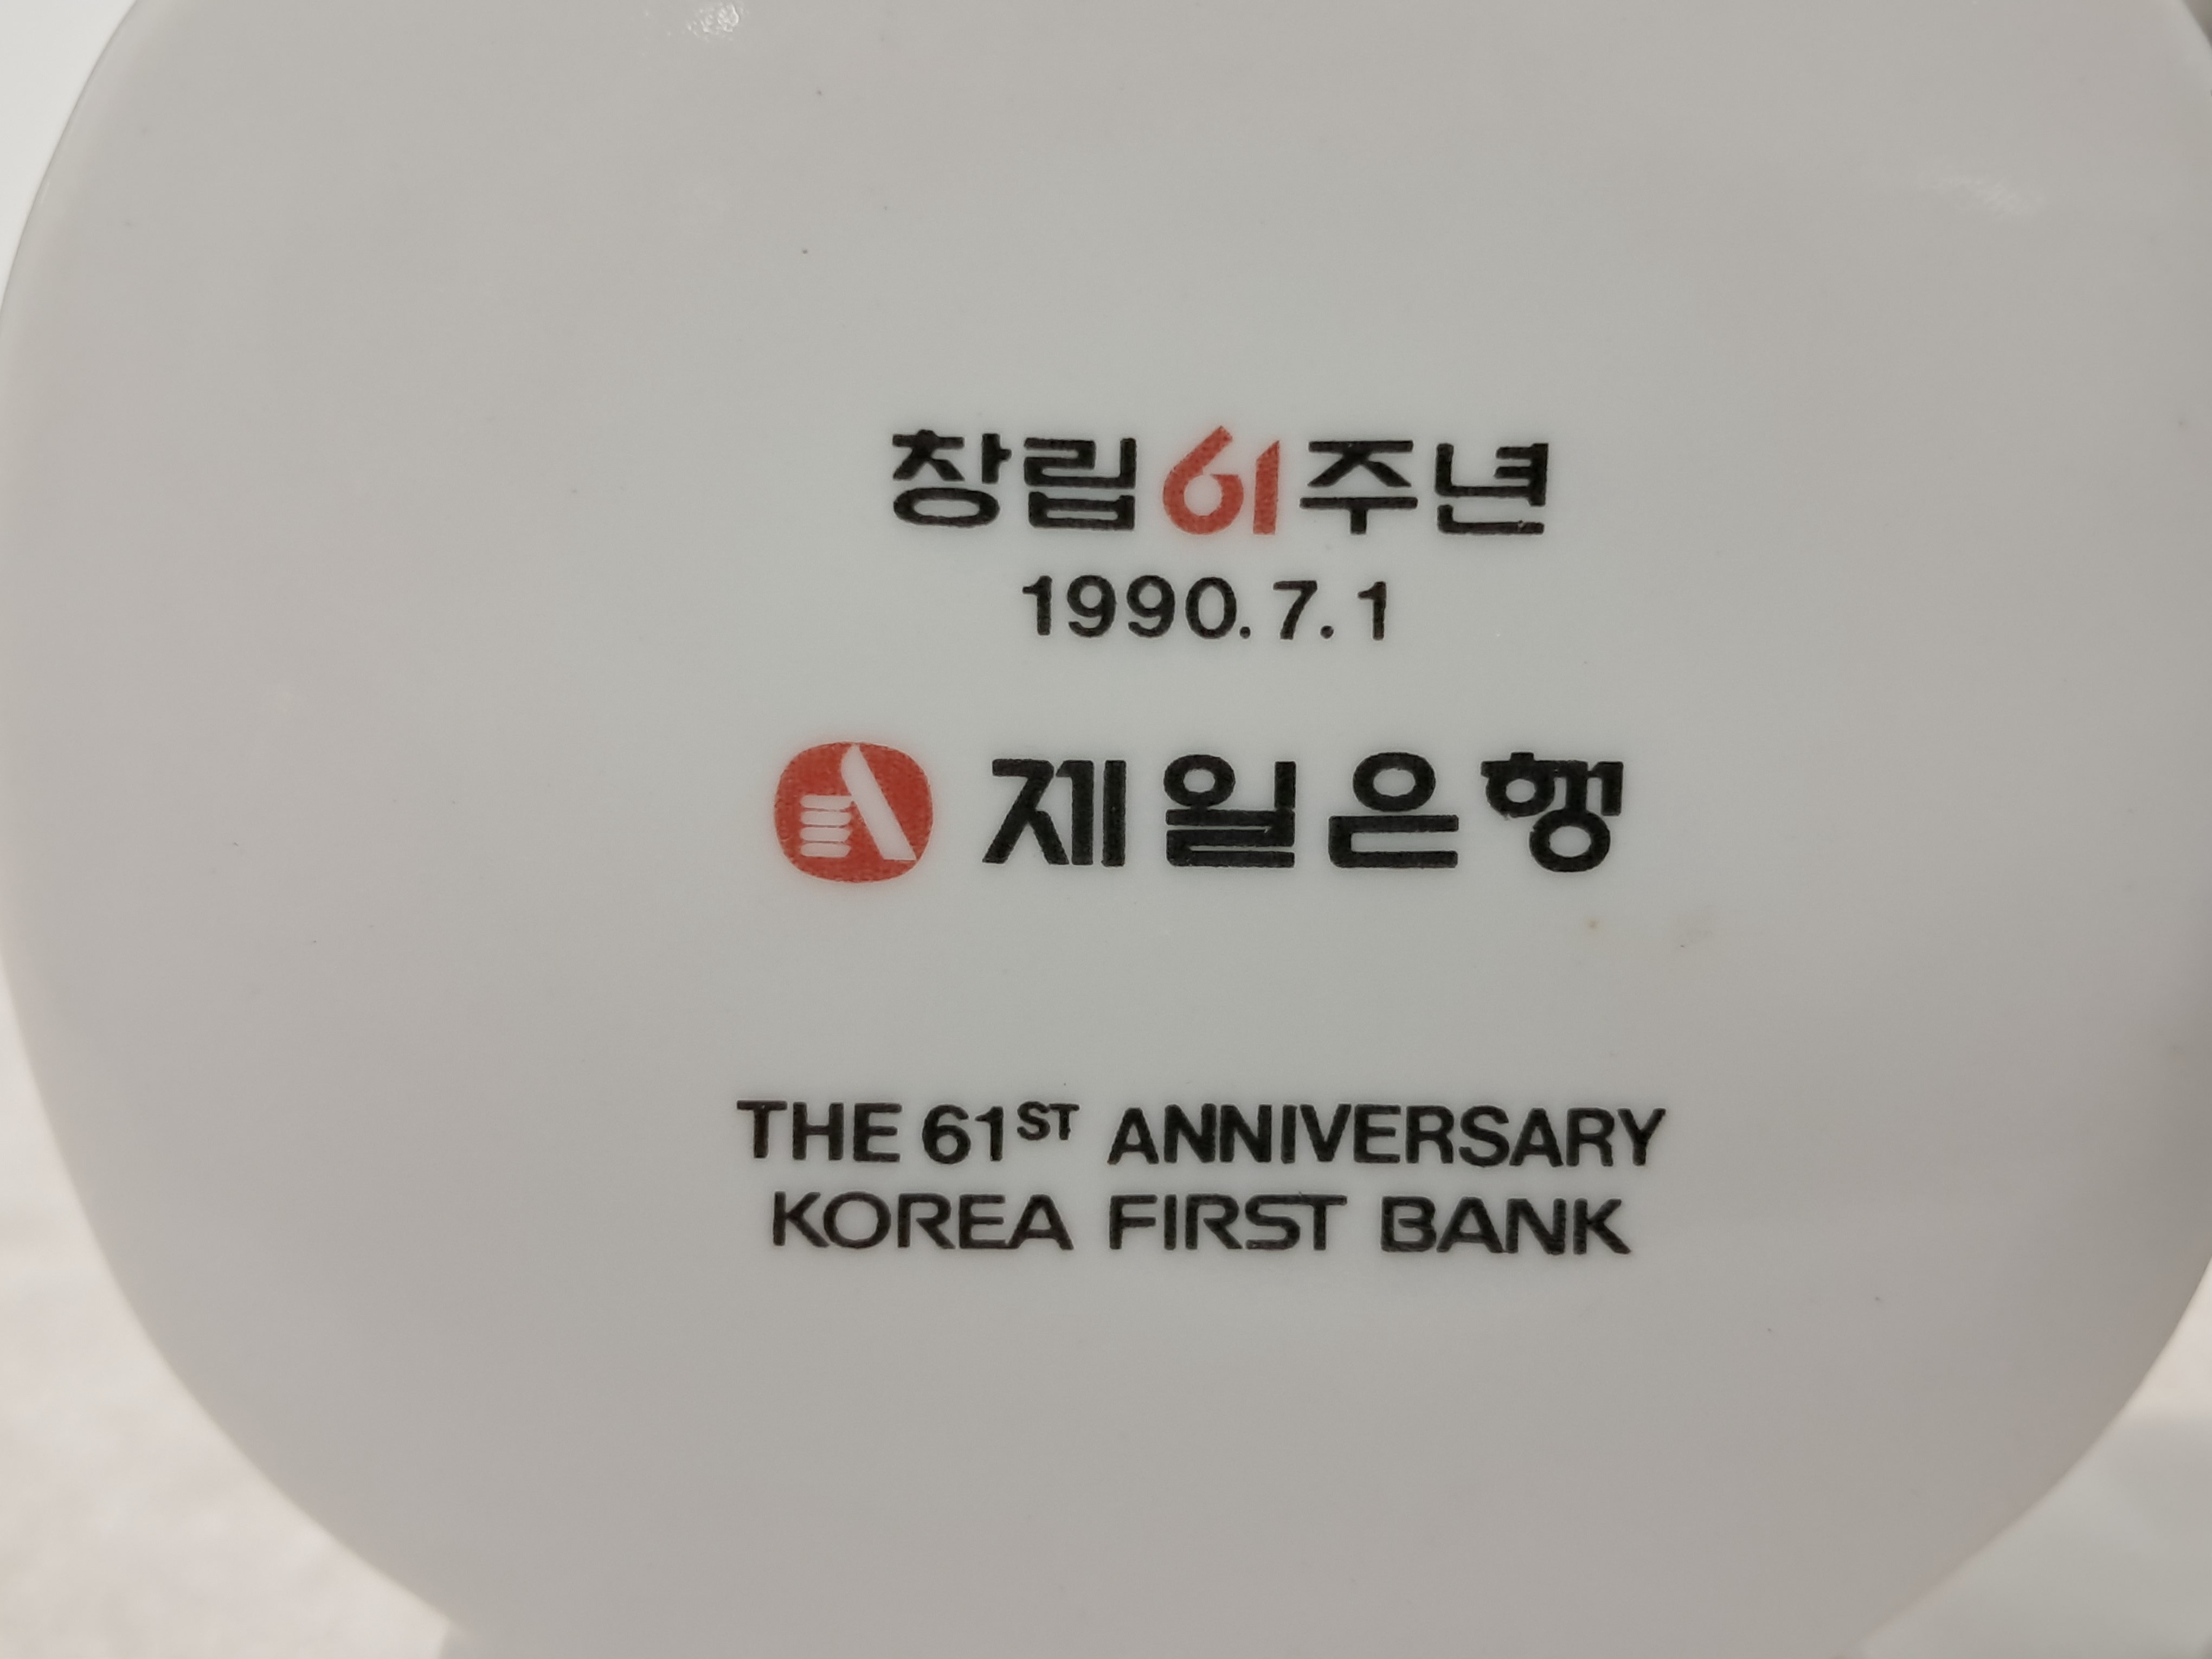 창립61주년
1990.7.1
제일은행
THE 61ST ANNIVERSARY
KOREA FIRST BANK